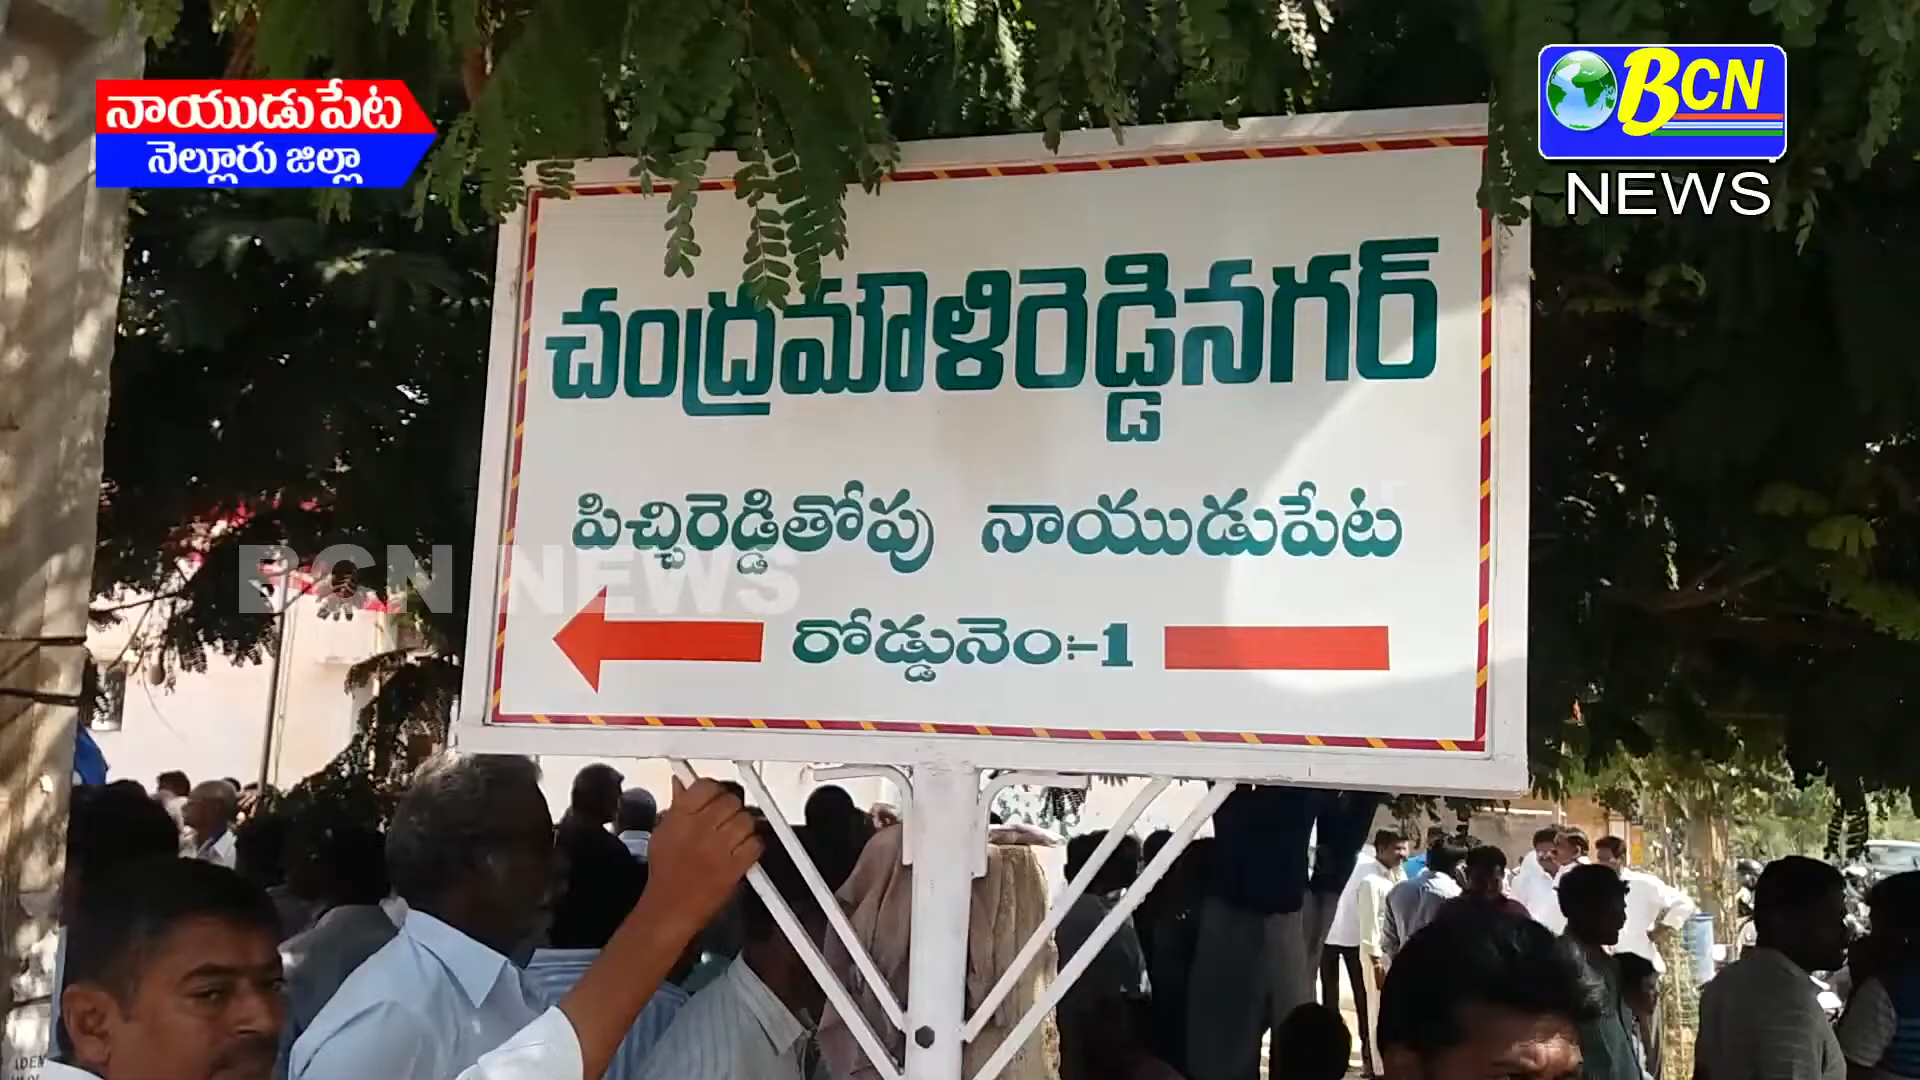 నాయుడుపేట
నెల్లూరు జిల్లా
BCN
NEWS
చంద్రమౌళిరెడ్డినగర్
పిచ్చిరెడ్డితోపు నాయుడుపేట
BCN NEWS
రోడ్డునెం:-1